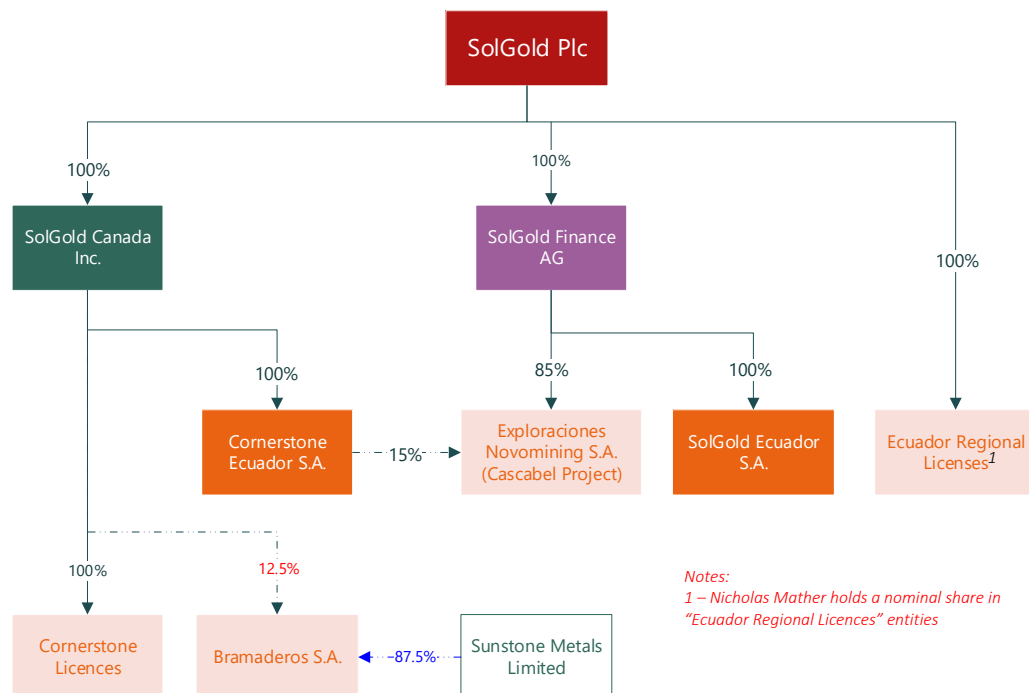 SolGold Plc
100%
100%
100%
SolGold Canada
Inc.
SolGold Finance
AG
100%
85%
100%
Cornerstone
Ecuador S.A.
15%
Exploraciones
Novomining S.A.
(Cascabel Project)
SolGold Ecuador
S.A.
Ecuador Regional
Licenses1
100%
12.5%
Cornerstone
Licences
Bramaderos S.A.
87.5%
Sunstone Metals
Limited
Notes:
1 – Nicholas Mather holds a nominal share in
“Ecuador Regional Licences” entities